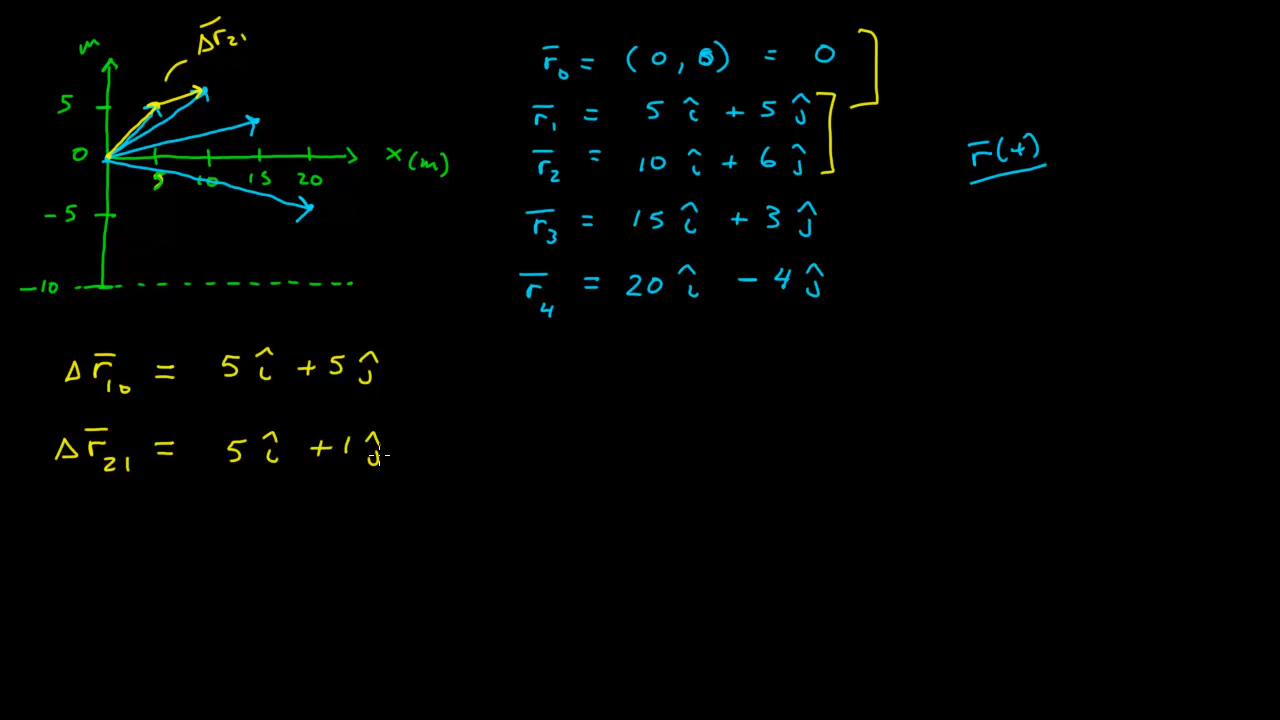 Δr̄₂₁
m
5
0
x (m)
5 10 15 20
-5
-10
r̄₀ = (0, 0) = 0
r̄₁ = 5 î + 5 ĵ
r̄₂ = 10 î + 6 ĵ
r̄₃ = 15 î + 3 ĵ
r̄₄ = 20 î - 4 ĵ
r̄(t)
Δr̄₁₀ = 5 î + 5 ĵ
Δr̄₂₁ = 5 î + 1 ĵ